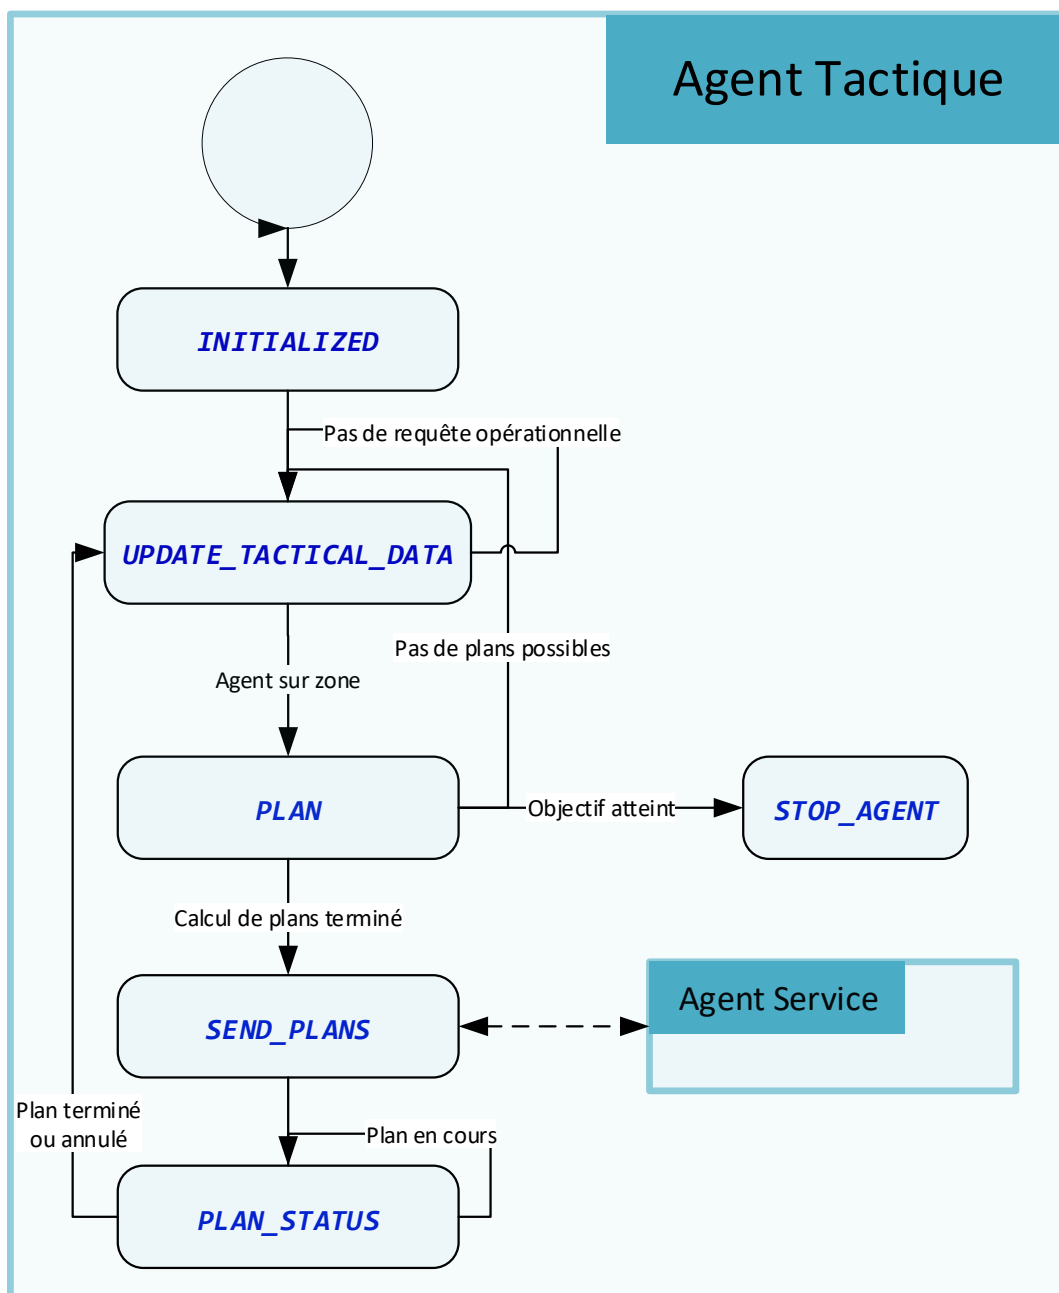 Agent Tactique
INITIALIZED
Pas de requête opérationnelle
UPDATE_TACTICAL_DATA
Pas de plans possibles
Agent sur zone
PLAN
Objectif atteint
STOP_AGENT
Calcul de plans terminé
Agent Service
SEND_PLANS
Plan terminé
ou annulé
Plan en cours
PLAN_STATUS